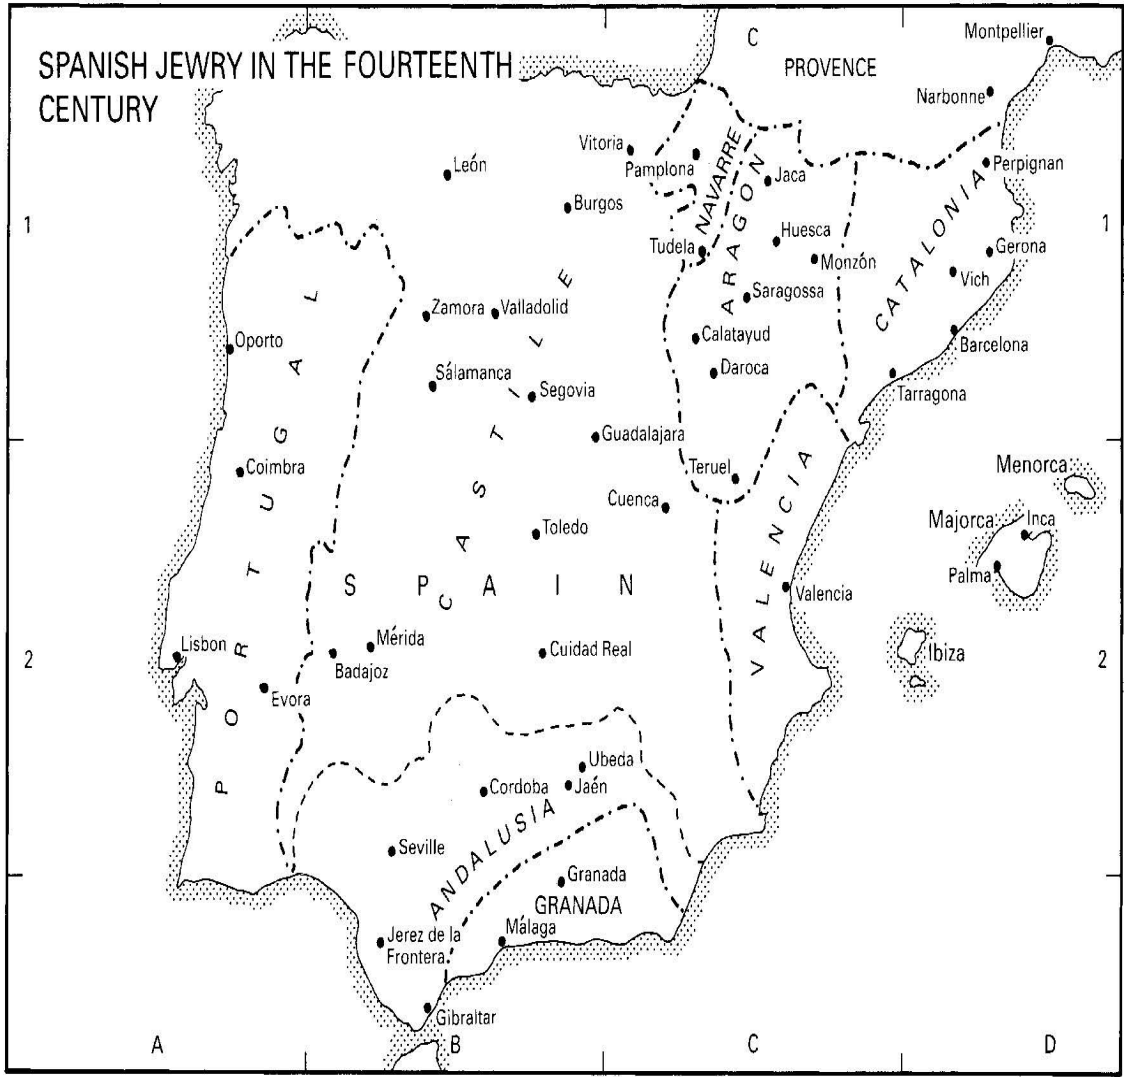 SPANISH JEWRY IN THE FOURTEENTH
CENTURY
C
PROVENCE
Montpellier
Narbonne
Vitoria
Pamplona
NAVARRE
Perpignan
León
Jaca
Burgos
ARAGON
CATALONIA
1
1
Tudela
Huesca
Gerona
Monzón
Vich
Saragossa
Zamora
Valladolid
Oporto
Calatayud
Barcelona
Sálamanca
Daroca
Segovia
Tarragona
PORTUGAL
CASTILLE
Guadalajara
Coimbra
Teruel
Menorca
Cuenca
VALENCIA
Majorca
Inca
Toledo
Palma
SPAIN
Valencia
Lisbon
Mérida
2
Cuidad Real
Ibiza
2
Badajoz
Evora
Ubeda
Cordoba
Jaén
ANDALUSIA
Seville
Granada
GRANADA
Málaga
Jerez de la
Frontera
Gibraltar
A
B
C
D